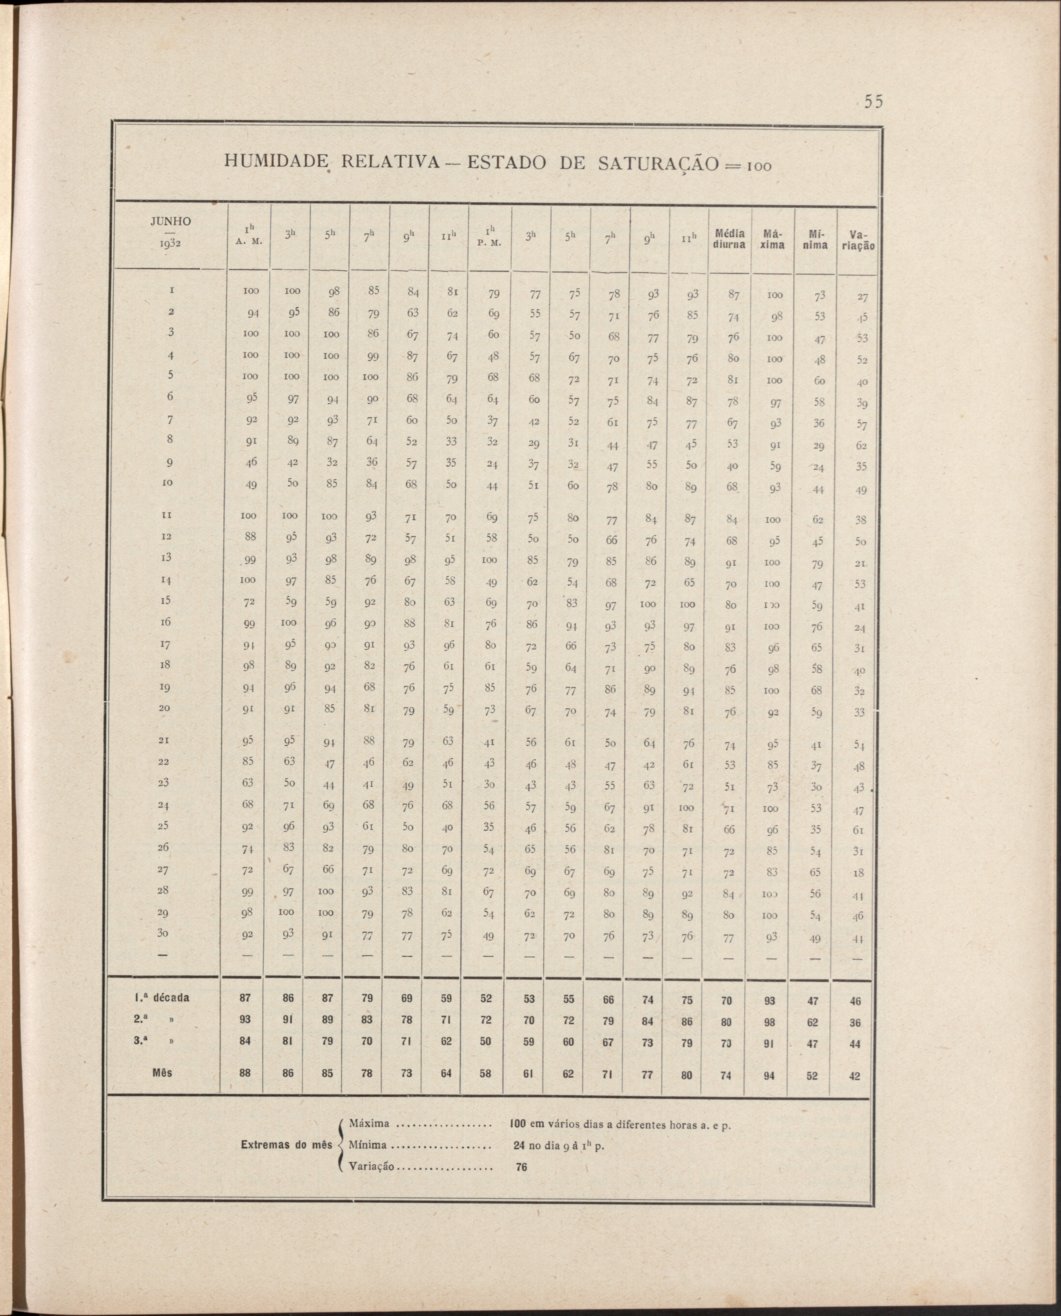 55
HUMIDADE RELATIVA — ESTADO DE SATURAÇÃO = 100
JUNHO — 1932 1h A. M. 3h 5h 7h 9h 11h 1h P. M. 3h 5h 7h 9h 11h Média diurna Má- xima Mí- nima Va- riação
1 100 100 98 85 84 81 79 77 75 78 93 93 87 100 73 27
2 94 95 86 79 63 62 69 55 57 71 76 85 74 98 53 45
3 100 100 100 86 67 74 60 57 50 68 77 79 76 100 47 53
4 100 100 100 99 87 67 48 57 67 70 75 76 80 100 48 52
5 100 100 100 100 86 79 68 68 72 71 74 72 81 100 60 40
6 95 97 94 90 68 64 64 60 57 75 84 87 78 97 58 39
7 92 92 93 71 60 50 37 42 52 61 75 77 67 93 36 57
8 91 89 87 64 52 33 32 29 31 44 47 45 53 91 29 62
9 46 42 32 36 57 35 24 37 32 47 55 50 40 59 24 35
10 49 50 85 84 68 50 44 51 60 78 80 89 68 93 44 49
11 100 100 100 93 71 70 69 75 80 77 84 87 84 100 62 38
12 88 95 93 72 57 51 58 50 50 66 76 74 68 95 45 50
13 99 93 98 89 98 95 100 85 79 85 86 89 91 100 79 21
14 100 97 85 76 67 58 49 62 54 68 72 65 70 100 47 53
15 72 59 59 92 80 63 69 70 83 97 100 100 80 100 59 41
16 99 100 96 90 88 81 76 86 94 93 93 97 91 100 76 24
17 94 95 90 91 93 96 80 72 66 73 75 80 83 96 65 31
18 98 89 92 82 76 61 61 59 64 71 90 89 76 98 58 40
19 94 96 94 68 76 75 85 76 77 86 89 94 85 100 68 32
20 91 91 85 81 79 59 73 67 70 74 79 81 76 92 59 33
21 95 95 94 88 79 63 41 56 61 50 64 76 74 95 41 54
22 85 63 47 46 62 46 43 46 48 47 42 61 53 85 37 48
23 63 50 44 41 49 51 30 43 43 55 63 72 51 73 30 43
24 68 71 69 68 76 68 56 57 59 67 91 100 71 100 53 47
25 92 96 93 61 50 40 35 46 56 62 78 81 66 96 35 61
26 74 83 82 79 80 70 54 65 56 81 70 71 72 85 54 31
27 72 67 66 71 72 69 72 69 67 69 75 71 72 83 65 18
28 99 97 100 93 83 81 67 70 69 80 89 92 84 100 56 44
29 98 100 100 79 78 62 54 62 72 80 89 89 80 100 54 46
30 92 93 91 77 77 75 49 72 70 76 73 76 77 93 49 44
— — — — — — — — — — — — — — — — —
1.ª década 87 86 87 79 69 59 52 53 55 66 74 75 70 93 47 46
2.ª » 93 91 89 83 78 71 72 70 72 79 84 86 80 98 62 36
3.ª » 84 81 79 70 71 62 50 59 60 67 73 79 70 91 47 44
Mês 88 86 85 78 73 64 58 61 62 71 77 80 74 94 52 42
Máxima .................. 100 em vários dias a diferentes horas a. e p.
Extremas do mês Mínima .................. 24 no dia 9 á 1h p.
Variação .................. 76